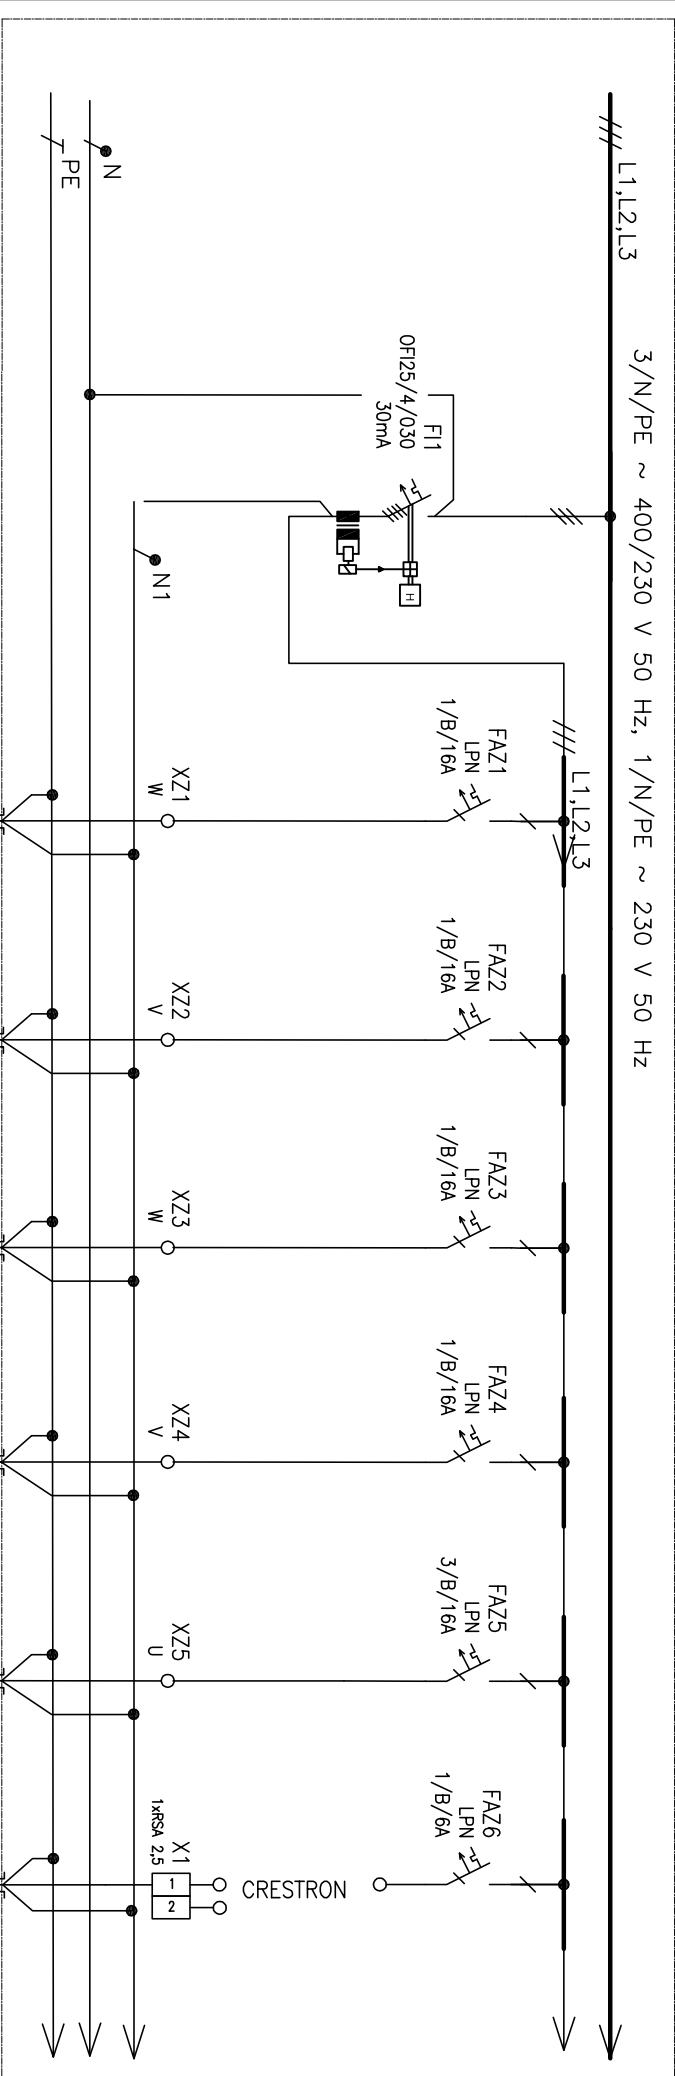 3/N/PE ~ 400/230 V 50 Hz, 1/N/PE ~ 230 V 50 Hz
L1,L2,L3
L1,L2,L3
FI1
OFI25/4/030
30mA
H
FAZ1
LPN
1/B/16A
FAZ2
LPN
1/B/16A
FAZ3
LPN
1/B/16A
FAZ4
LPN
1/B/16A
FAZ5
LPN
3/B/16A
FAZ6
LPN
1/B/6A
CRESTRON
XZ1
W
XZ2
V
XZ3
W
XZ4
V
XZ5
U
X1
1xRSA 2,5
1
2
N1
N
PE